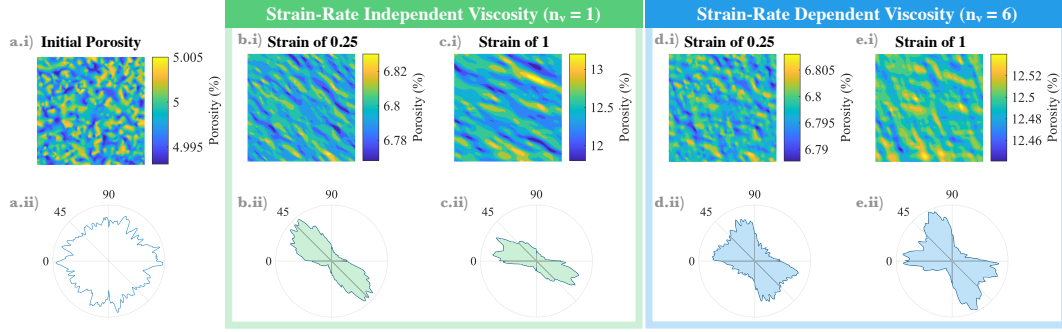 Strain-Rate Independent Viscosity (nᵥ = 1)
Strain-Rate Dependent Viscosity (nᵥ = 6)
a.i) Initial Porosity
5.005
5
4.995
Porosity (%)
b.i) Strain of 0.25
6.82
6.8
6.78
Porosity (%)
c.i) Strain of 1
13
12.5
12
Porosity (%)
d.i) Strain of 0.25
6.805
6.8
6.795
6.79
Porosity (%)
e.i) Strain of 1
12.52
12.5
12.48
12.46
Porosity (%)
a.ii)
90
45
0
b.ii)
90
45
0
c.ii)
90
45
0
d.ii)
90
45
0
e.ii)
90
45
0